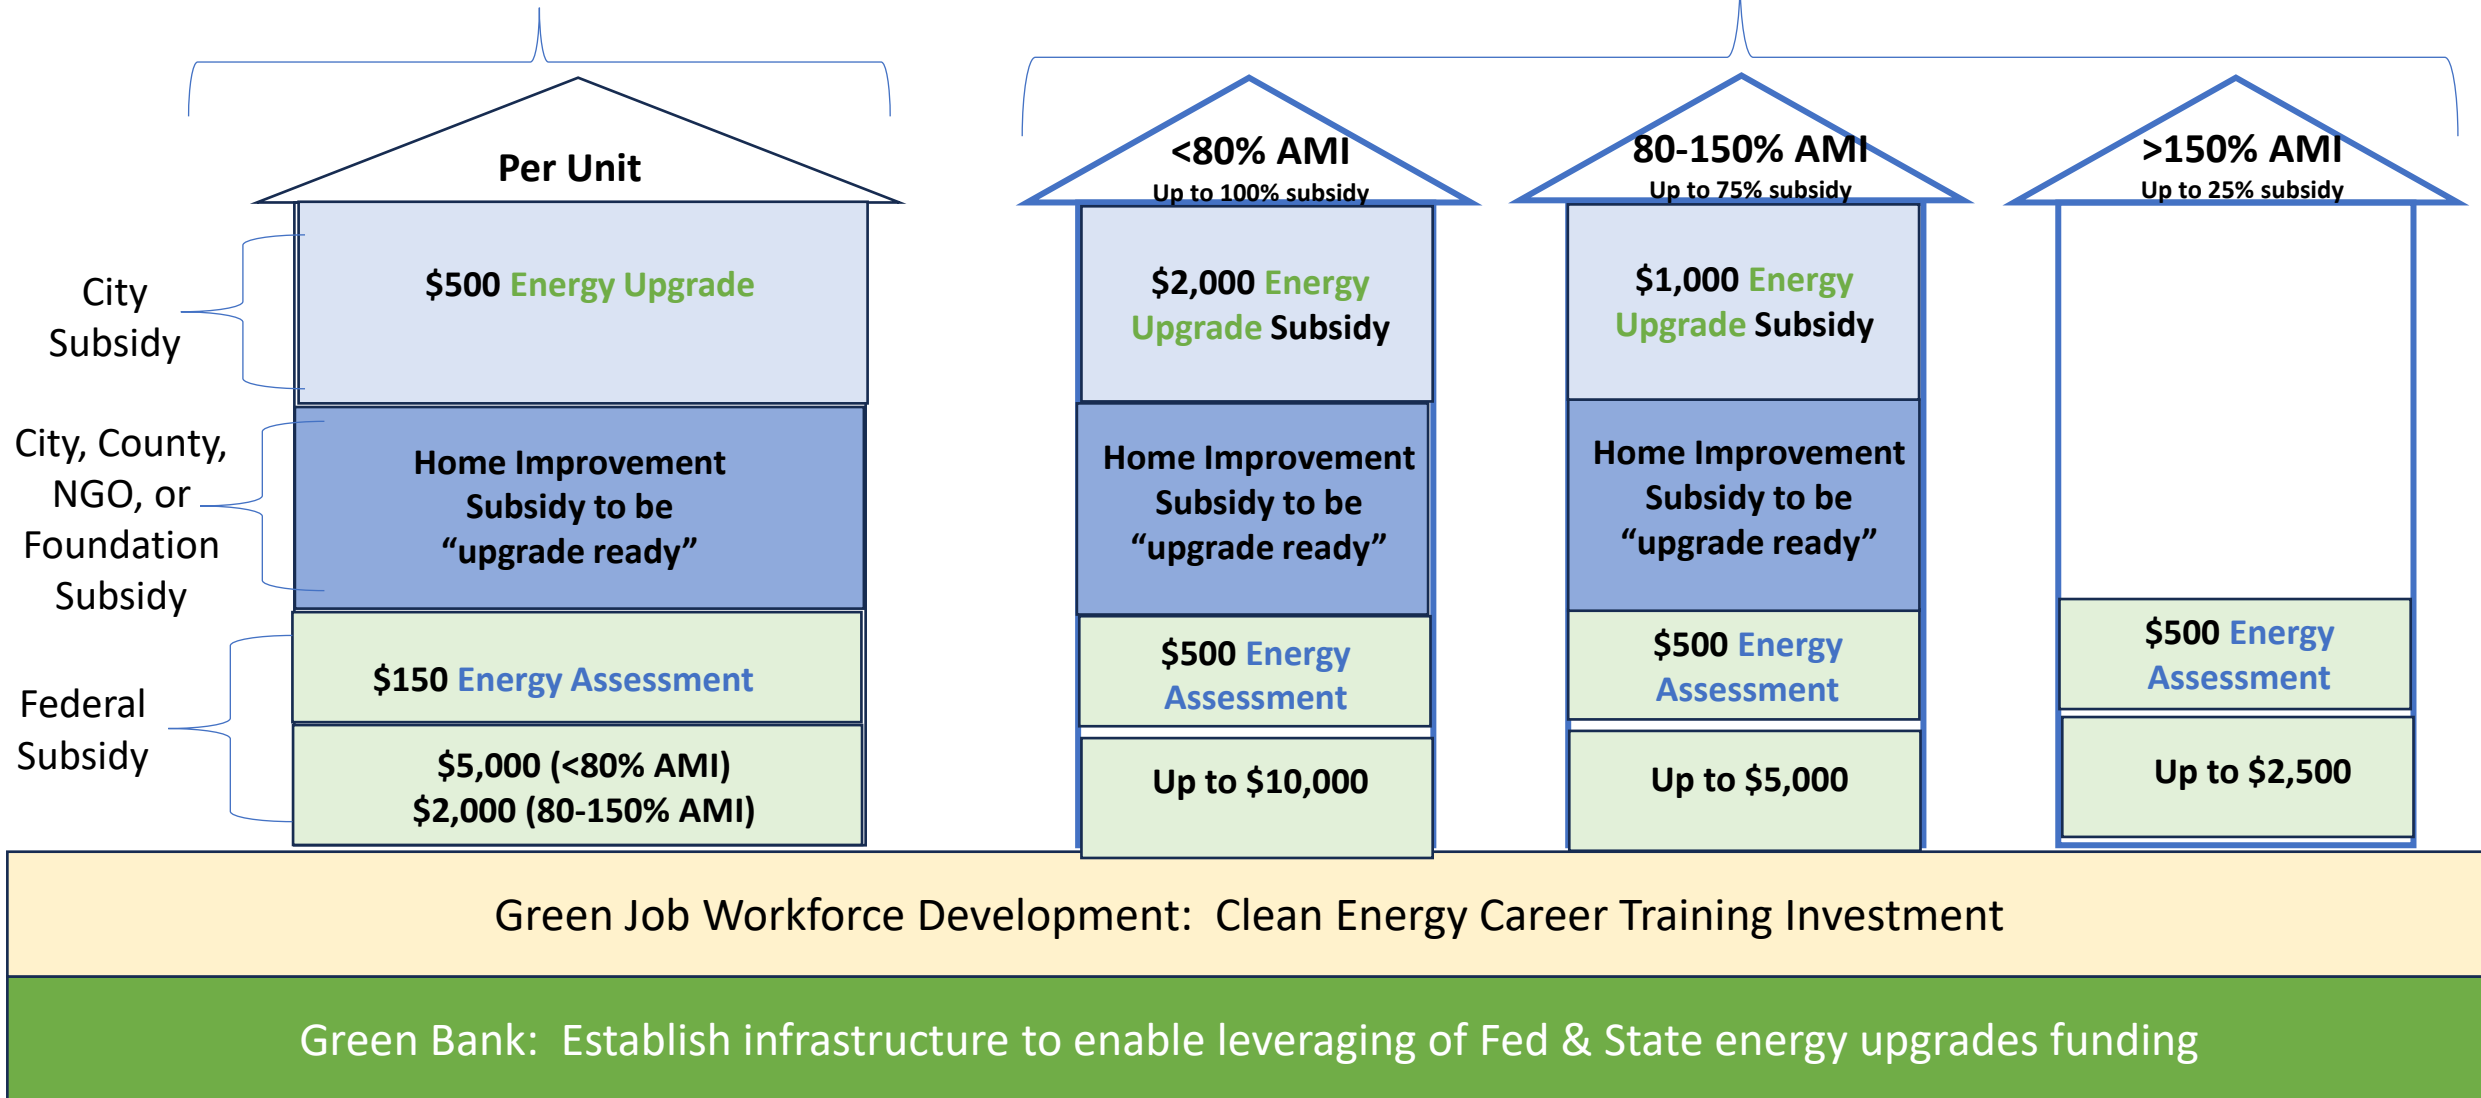 Per Unit
$500 Energy Upgrade
Home Improvement
Subsidy to be
“upgrade ready”
$150 Energy Assessment
$5,000 (<80% AMI)
$2,000 (80-150% AMI)
City
Subsidy
City, County,
NGO, or
Foundation
Subsidy
Federal
Subsidy
<80% AMI
Up to 100% subsidy
$2,000 Energy
Upgrade Subsidy
Home Improvement
Subsidy to be
“upgrade ready”
$500 Energy
Assessment
Up to $10,000
80-150% AMI
Up to 75% subsidy
$1,000 Energy
Upgrade Subsidy
Home Improvement
Subsidy to be
“upgrade ready”
$500 Energy
Assessment
Up to $5,000
>150% AMI
Up to 25% subsidy
$500 Energy
Assessment
Up to $2,500
Green Job Workforce Development:  Clean Energy Career Training Investment
Green Bank:  Establish infrastructure to enable leveraging of Fed & State energy upgrades funding